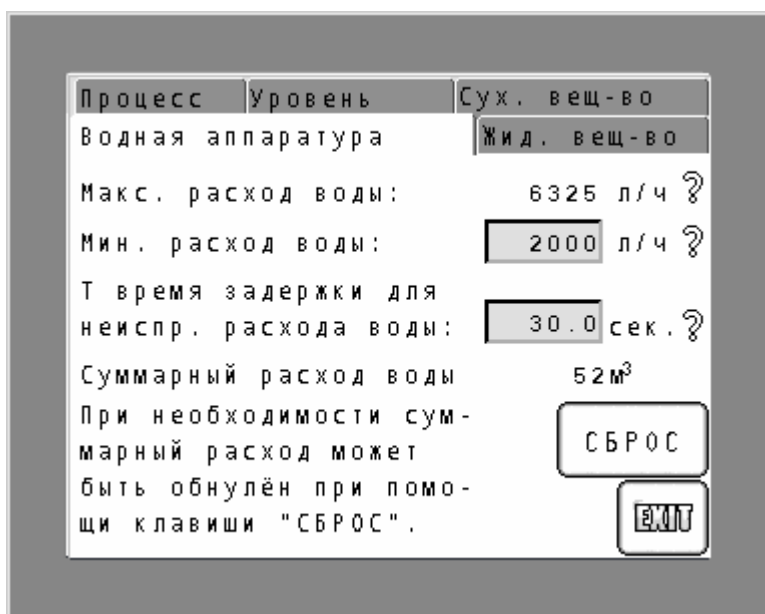 Процесс Уровень Сух. вещ-во
Водная аппаратура Жид. вещ-во
Макс. расход воды: 6325 л/ч ?
Мин. расход воды: 2000 л/ч ?
Т время задержки для
неиспр. расхода воды: 30.0 сек. ?
Суммарный расход воды 52м³
При необходимости сум-
марный расход может
быть обнулён при помо-
щи клавиши "СБРОС".
СБРОС
EXIT